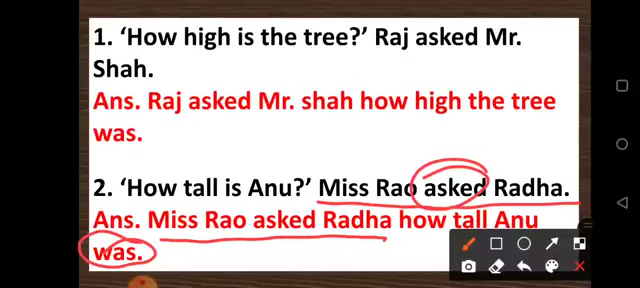 1. ‘How high is the tree?’ Raj asked Mr.
Shah.
Ans. Raj asked Mr. shah how high the tree
was.
2. ‘How tall is Anu?’ Miss Rao asked Radha.
Ans. Miss Rao asked Radha how tall Anu
was.